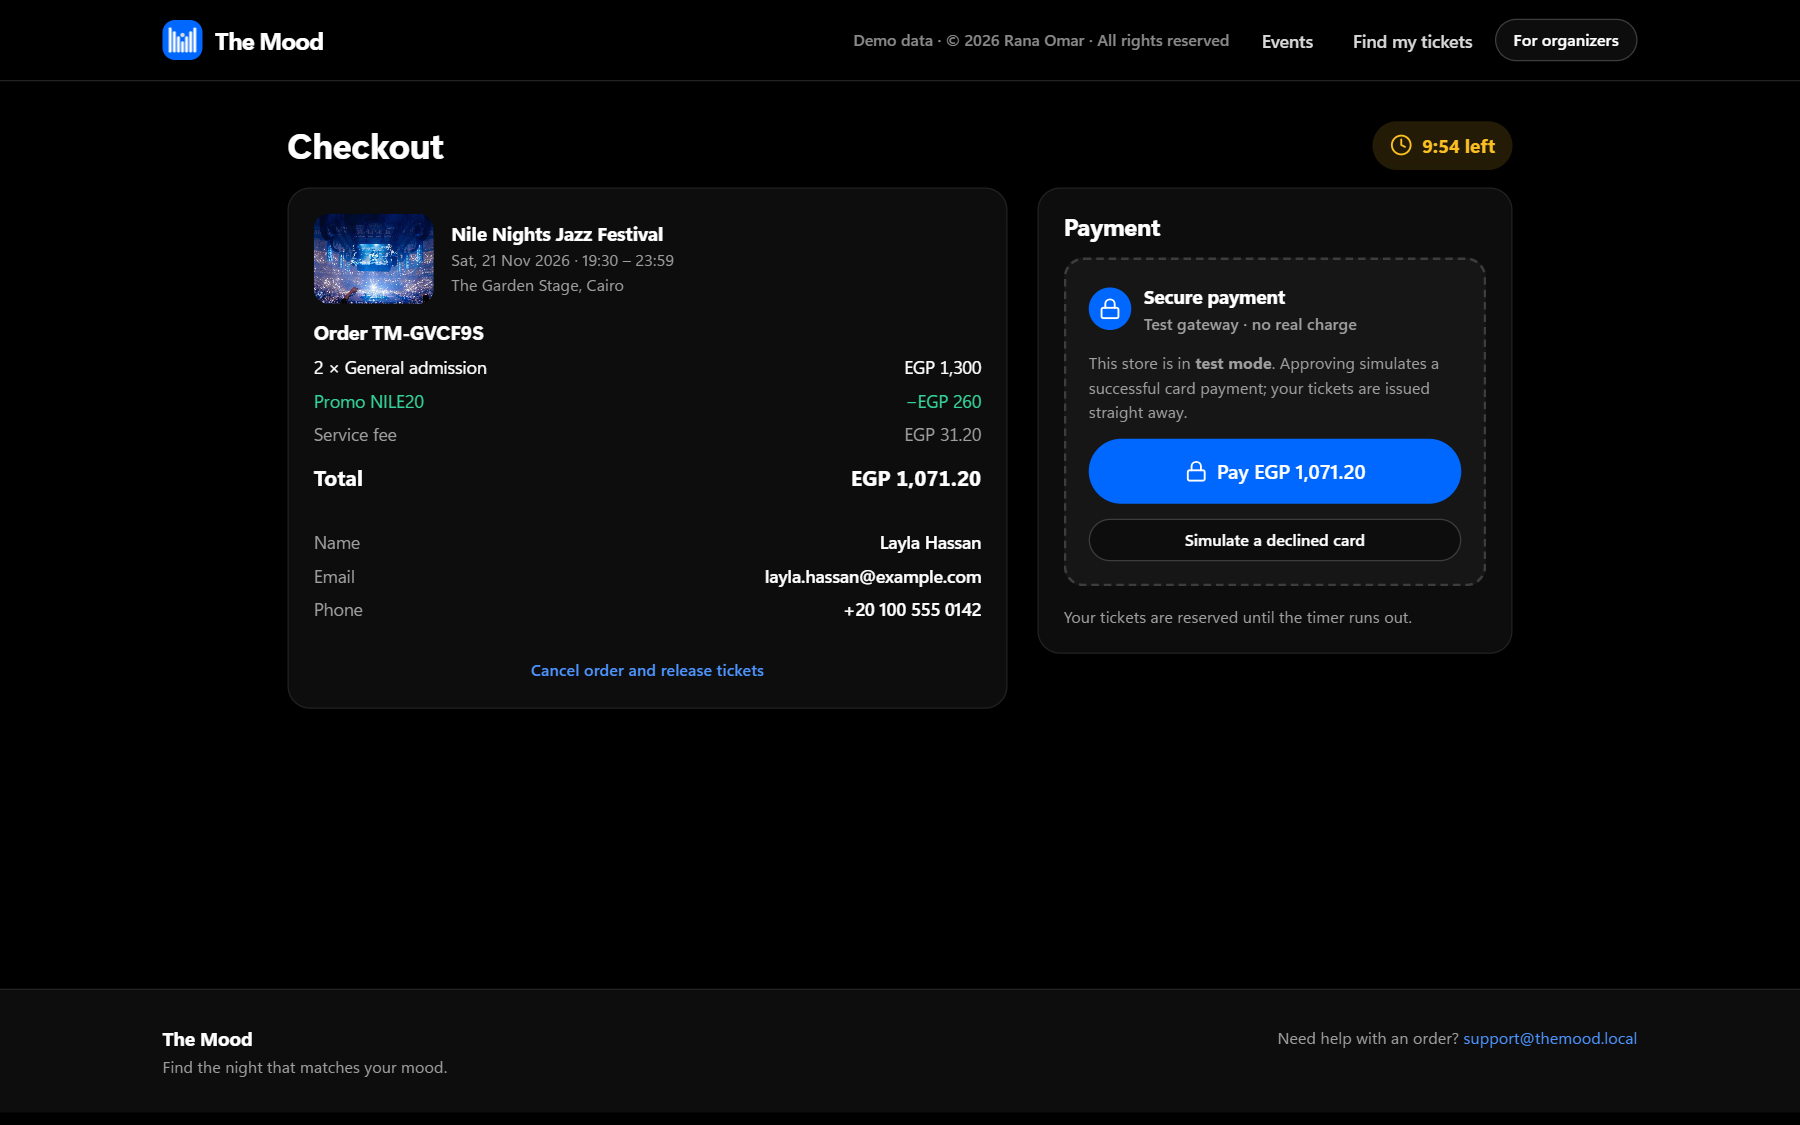 The Mood
Demo data · © 2026 Rana Omar · All rights reserved
Events
Find my tickets
For organizers
Checkout
9:54 left
Nile Nights Jazz Festival
Sat, 21 Nov 2026 · 19:30 – 23:59
The Garden Stage, Cairo
Order TM-GVCF9S
2 × General admission EGP 1,300
Promo NILE20 −EGP 260
Service fee EGP 31.20
Total EGP 1,071.20
Name Layla Hassan
Email layla.hassan@example.com
Phone +20 100 555 0142
Cancel order and release tickets
Payment
Secure payment
Test gateway · no real charge
This store is in test mode. Approving simulates a
successful card payment; your tickets are issued
straight away.
Pay EGP 1,071.20
Simulate a declined card
Your tickets are reserved until the timer runs out.
The Mood
Find the night that matches your mood.
Need help with an order? support@themood.local